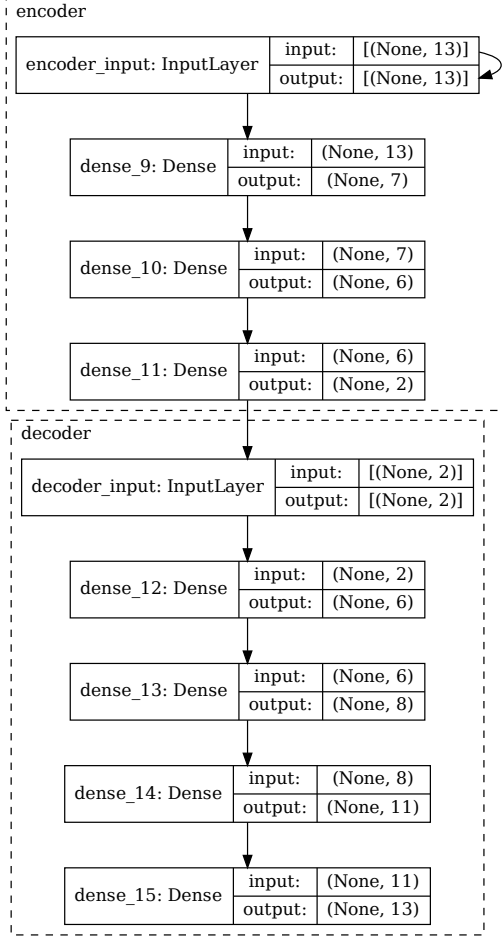 encoder
encoder_input: InputLayer
input: [(None, 13)]
output: [(None, 13)]
dense_9: Dense
input: (None, 13)
output: (None, 7)
dense_10: Dense
input: (None, 7)
output: (None, 6)
dense_11: Dense
input: (None, 6)
output: (None, 2)
decoder
decoder_input: InputLayer
input: [(None, 2)]
output: [(None, 2)]
dense_12: Dense
input: (None, 2)
output: (None, 6)
dense_13: Dense
input: (None, 6)
output: (None, 8)
dense_14: Dense
input: (None, 8)
output: (None, 11)
dense_15: Dense
input: (None, 11)
output: (None, 13)